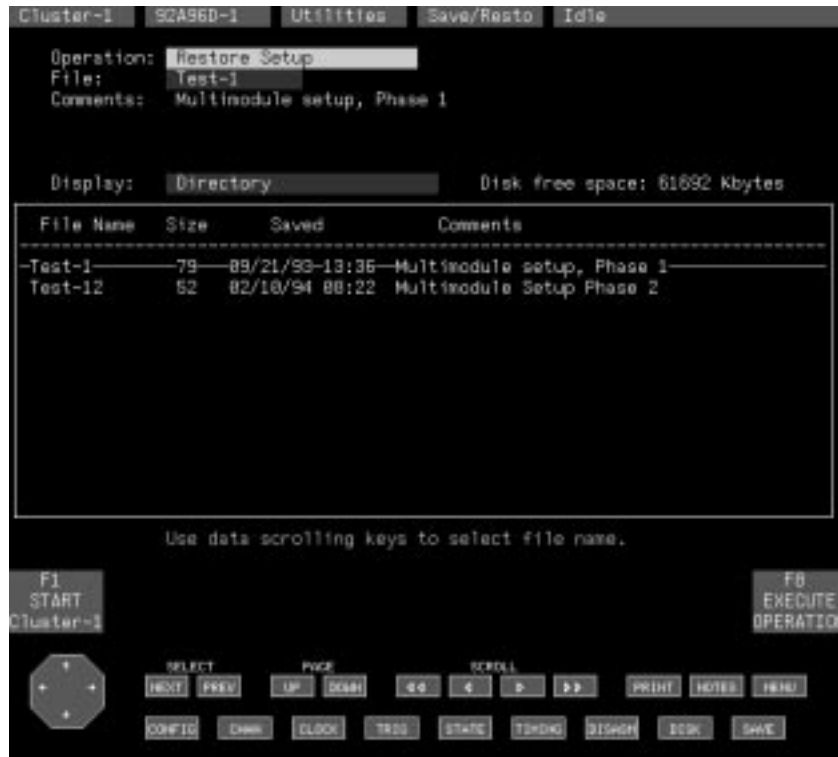 Cluster-1 92A96D-1 Utilities Save/Resto Idle
Operation: Restore Setup
File: Test-1
Comments: Multimodule setup, Phase 1
Display: Directory Disk free space: 61692 Kbytes
File Name Size Saved Comments
Test-1 79 09/21/93-13:36 Multimodule setup, Phase 1
Test-12 52 02/10/94 08:22 Multimodule Setup Phase 2
Use data scrolling keys to select file name.
F1 F8
START EXECUTE
Cluster-1 OPERATIO
SELECT PAGE SCROLL
NEXT PREV UP DOWN PRINT NOTES MENU
CONFIG CHAN CLOCK TRIG STATE TIMING DISASM DISK SAVE